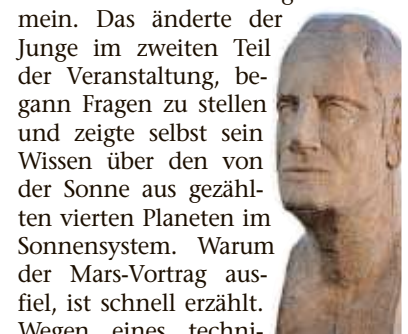 mein. Das änderte der
Junge im zweiten Teil
der Veranstaltung, be-
gann Fragen zu stellen
und zeigte selbst sein
Wissen über den von
der Sonne aus gezähl-
ten vierten Planeten im
Sonnensystem. Warum
der Mars-Vortrag aus-
fiel, ist schnell erzählt.
Wegen eines techni-